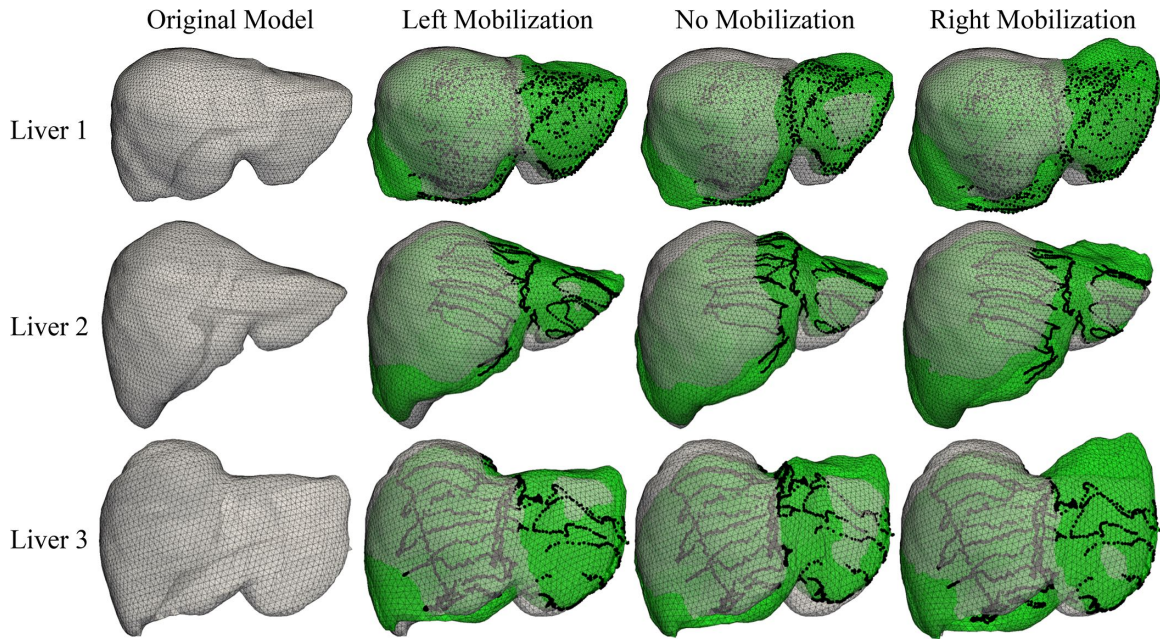 Original Model Left Mobilization No Mobilization Right Mobilization
Liver 1
Liver 2
Liver 3